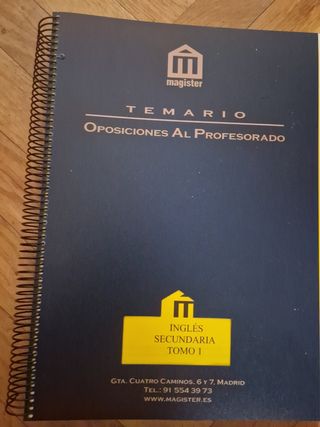 magister
TEMARIO
OPOSICIONES AL PROFESORADO
INGLÉS
SECUNDARIA
TOMO 1
GTA. CUATRO CAMINOS, 6 Y 7, MADRID
TEL.: 91 554 39 73
WWW.MAGISTER.ES